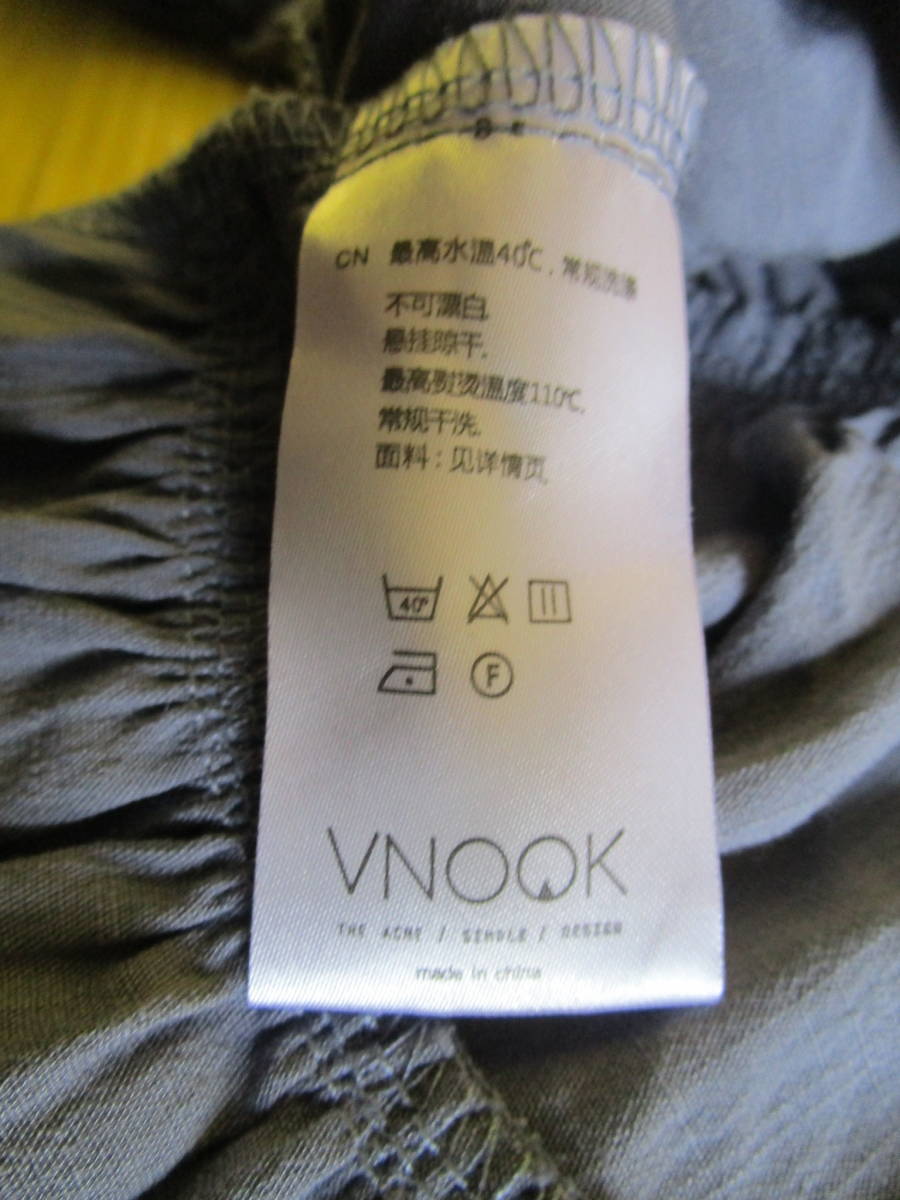 CN 最高水温40℃,常规洗涤
不可漂白.
悬挂晾干.
最高熨烫温度110℃.
常规干洗.
面料：见详情页.
40°
F
VNOOK
THE ACME / SIMPLE / DESIGN
made in china